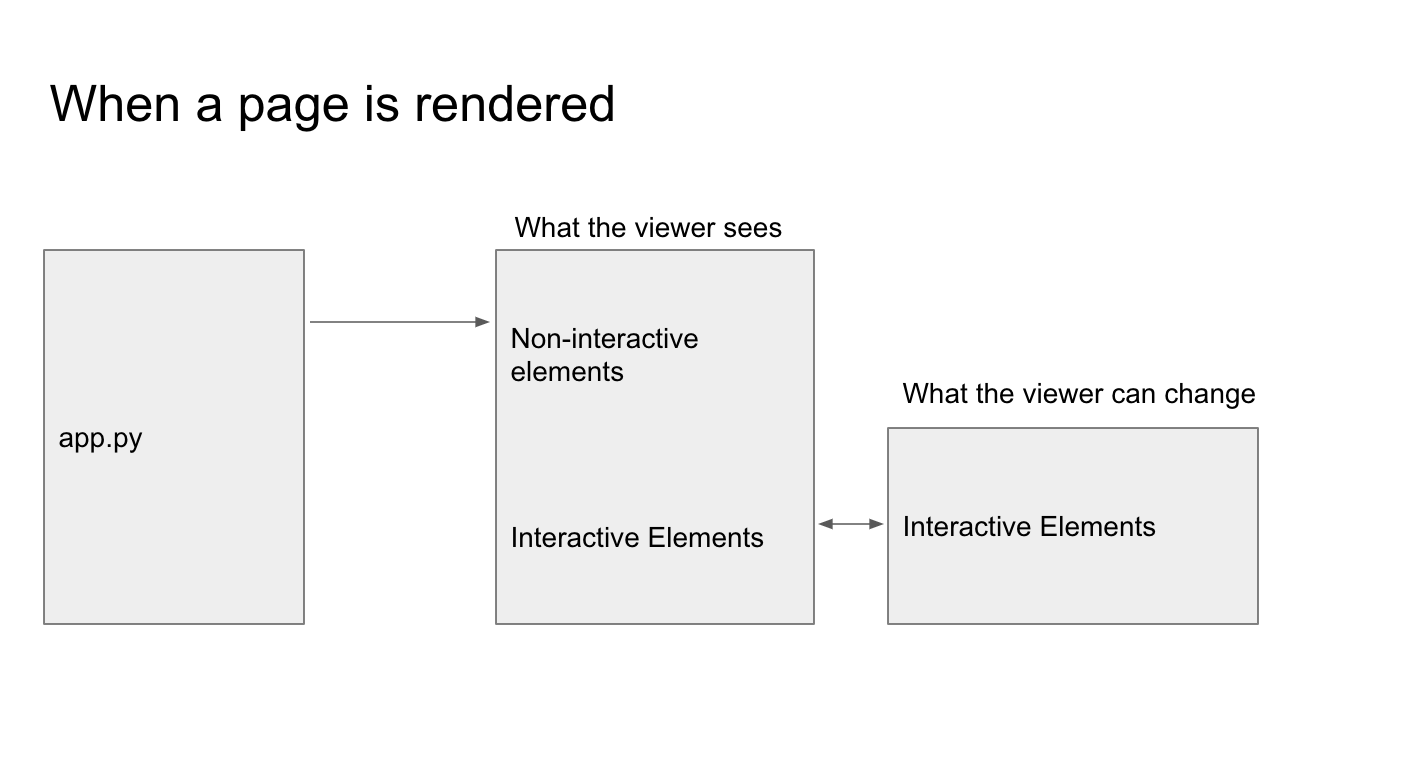 When a page is rendered
What the viewer sees
Non-interactive
elements
What the viewer can change
app.py
Interactive Elements
Interactive Elements